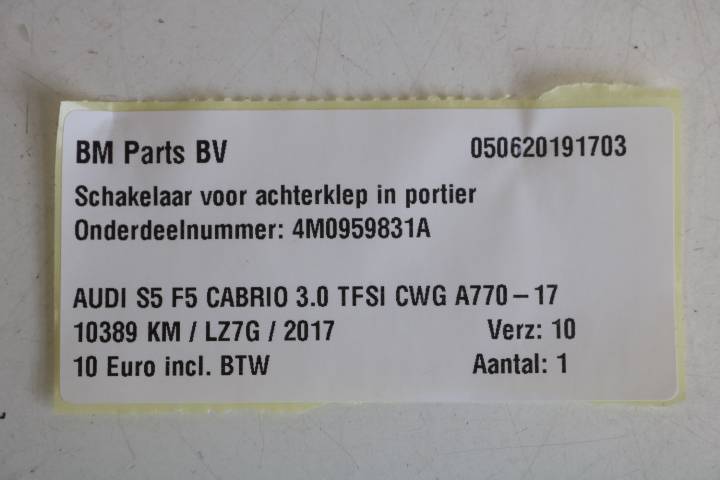 BM Parts BV 050620191703
Schakelaar voor achterklep in portier
Onderdeelnummer: 4M0959831A
AUDI S5 F5 CABRIO 3.0 TFSI CWG A770 – 17
10389 KM / LZ7G / 2017 Verz: 10
10 Euro incl. BTW Aantal: 1